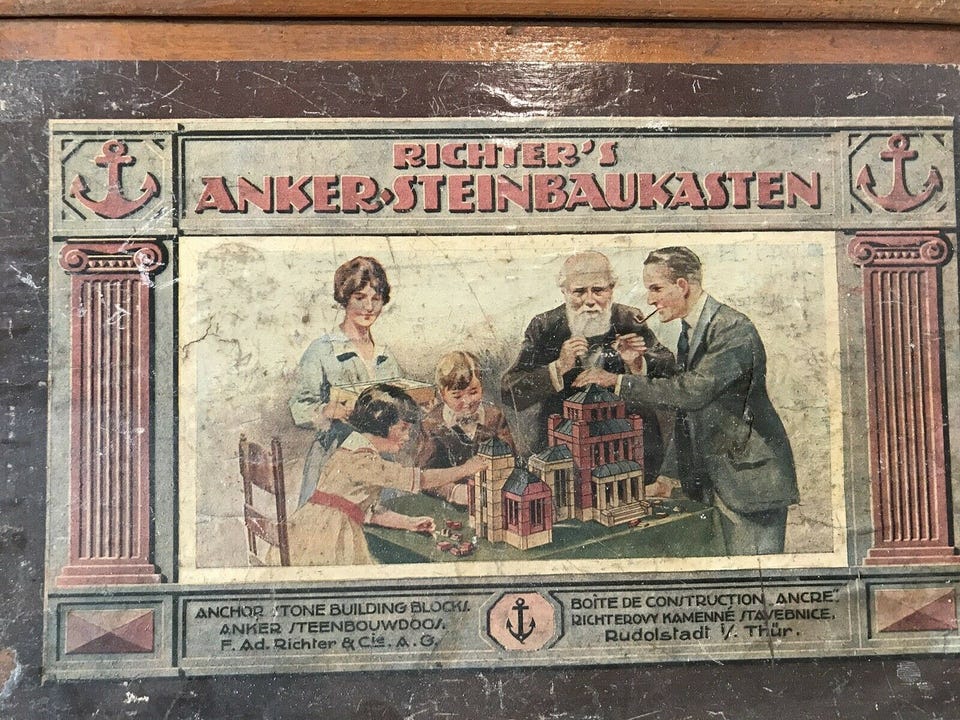 RICHTER'S
ANKER-STEINBAUKASTEN
ANCHOR STONE BUILDING BLOCKS.
ANKER STEENBOUWDOOS.
F. Ad. Richter & Cie. A. G.
BOÎTE DE CONSTRUCTION „ANCRE".
RICHTEROVY KAMENNÉ STAVEBNICE,
Rudolstadt i/. Thür.